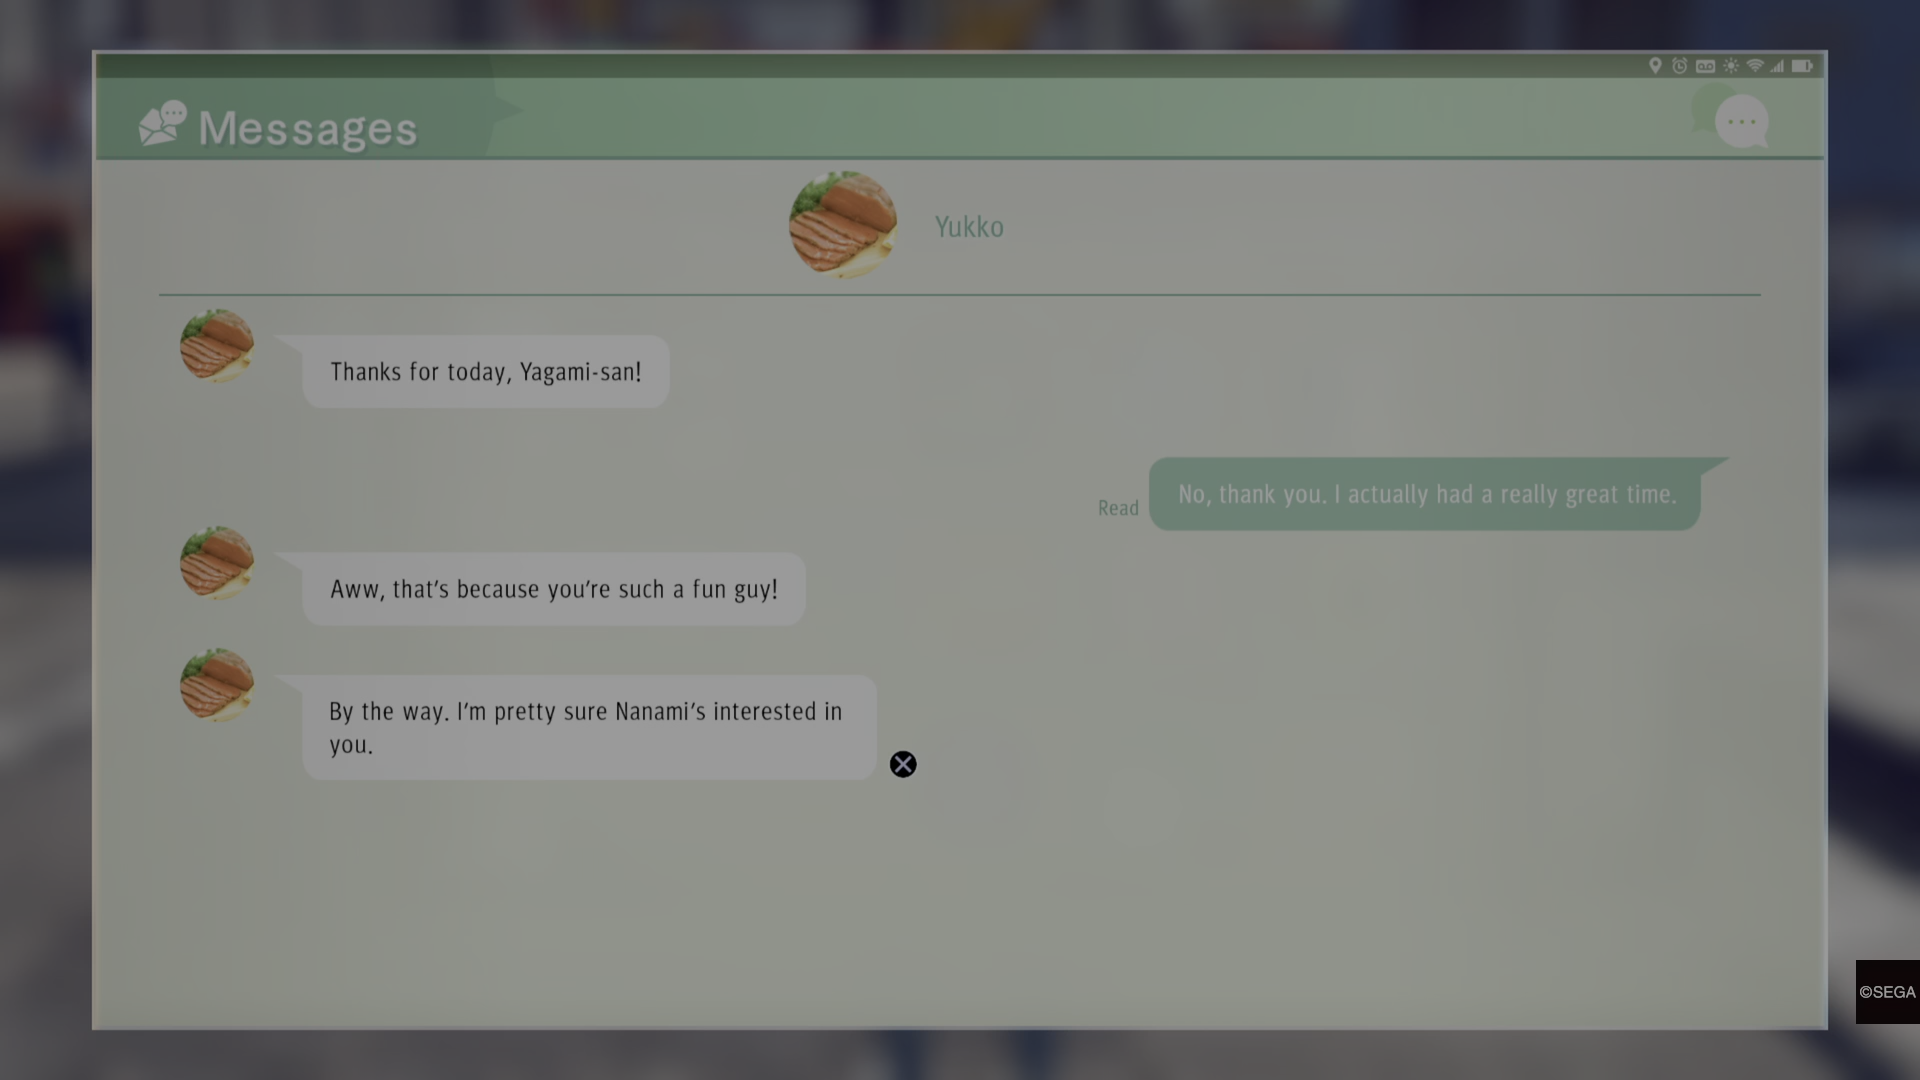 Messages
Yukko
Thanks for today, Yagami-san!
No, thank you. I actually had a really great time.
Read
Aww, that's because you're such a fun guy!
By the way. I'm pretty sure Nanami's interested in
you.
©SEGA